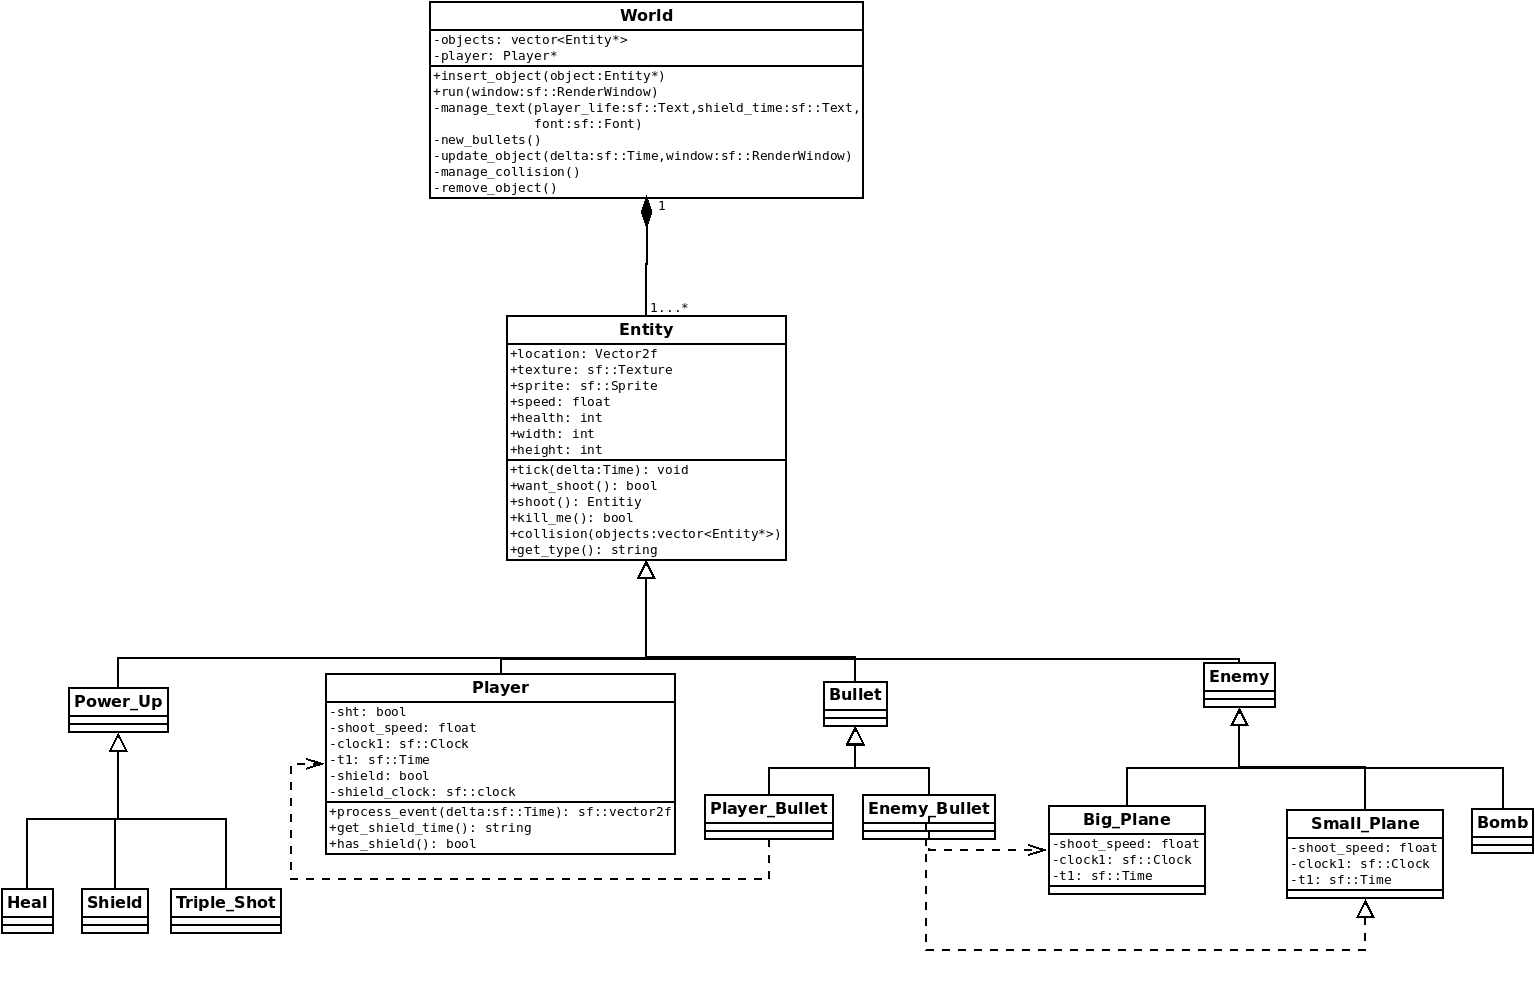 World
-objects: vector<Entity*>
-player: Player*
+insert_object(object:Entity*)
+run(window:sf::RenderWindow)
-manage_text(player_life:sf::Text,shield_time:sf::Text,
font:sf::Font)
-new_bullets()
-update_object(delta:sf::Time,window:sf::RenderWindow)
-manage_collision()
-remove_object()
1
1...*
Entity
+location: Vector2f
+texture: sf::Texture
+sprite: sf::Sprite
+speed: float
+health: int
+width: int
+height: int
+tick(delta:Time): void
+want_shoot(): bool
+shoot(): Entitiy
+kill_me(): bool
+collision(objects:vector<Entity*>)
+get_type(): string
Power_Up
Player
-sht: bool
-shoot_speed: float
-clock1: sf::Clock
-t1: sf::Time
-shield: bool
-shield_clock: sf::clock
+process_event(delta:sf::Time): sf::vector2f
+get_shield_time(): string
+has_shield(): bool
Bullet
Enemy
Player_Bullet
Enemy_Bullet
Big_Plane
-shoot_speed: float
-clock1: sf::Clock
-t1: sf::Time
Small_Plane
-shoot_speed: float
-clock1: sf::Clock
-t1: sf::Time
Bomb
Heal
Shield
Triple_Shot